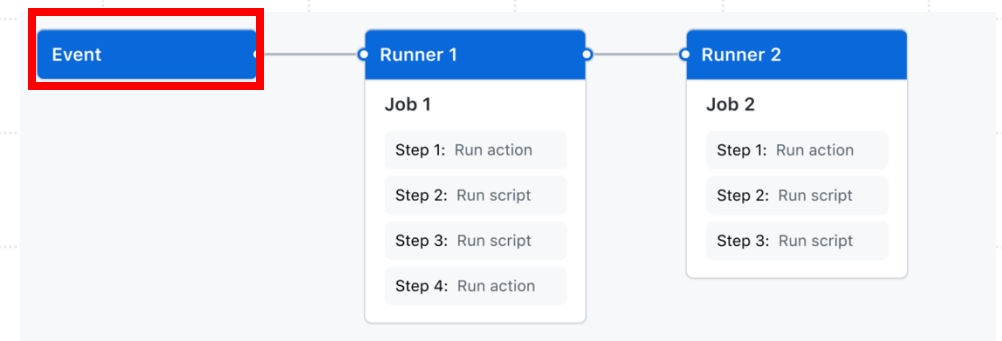 Event
Runner 1
Job 1
Step 1: Run action
Step 2: Run script
Step 3: Run script
Step 4: Run action
Runner 2
Job 2
Step 1: Run action
Step 2: Run script
Step 3: Run script